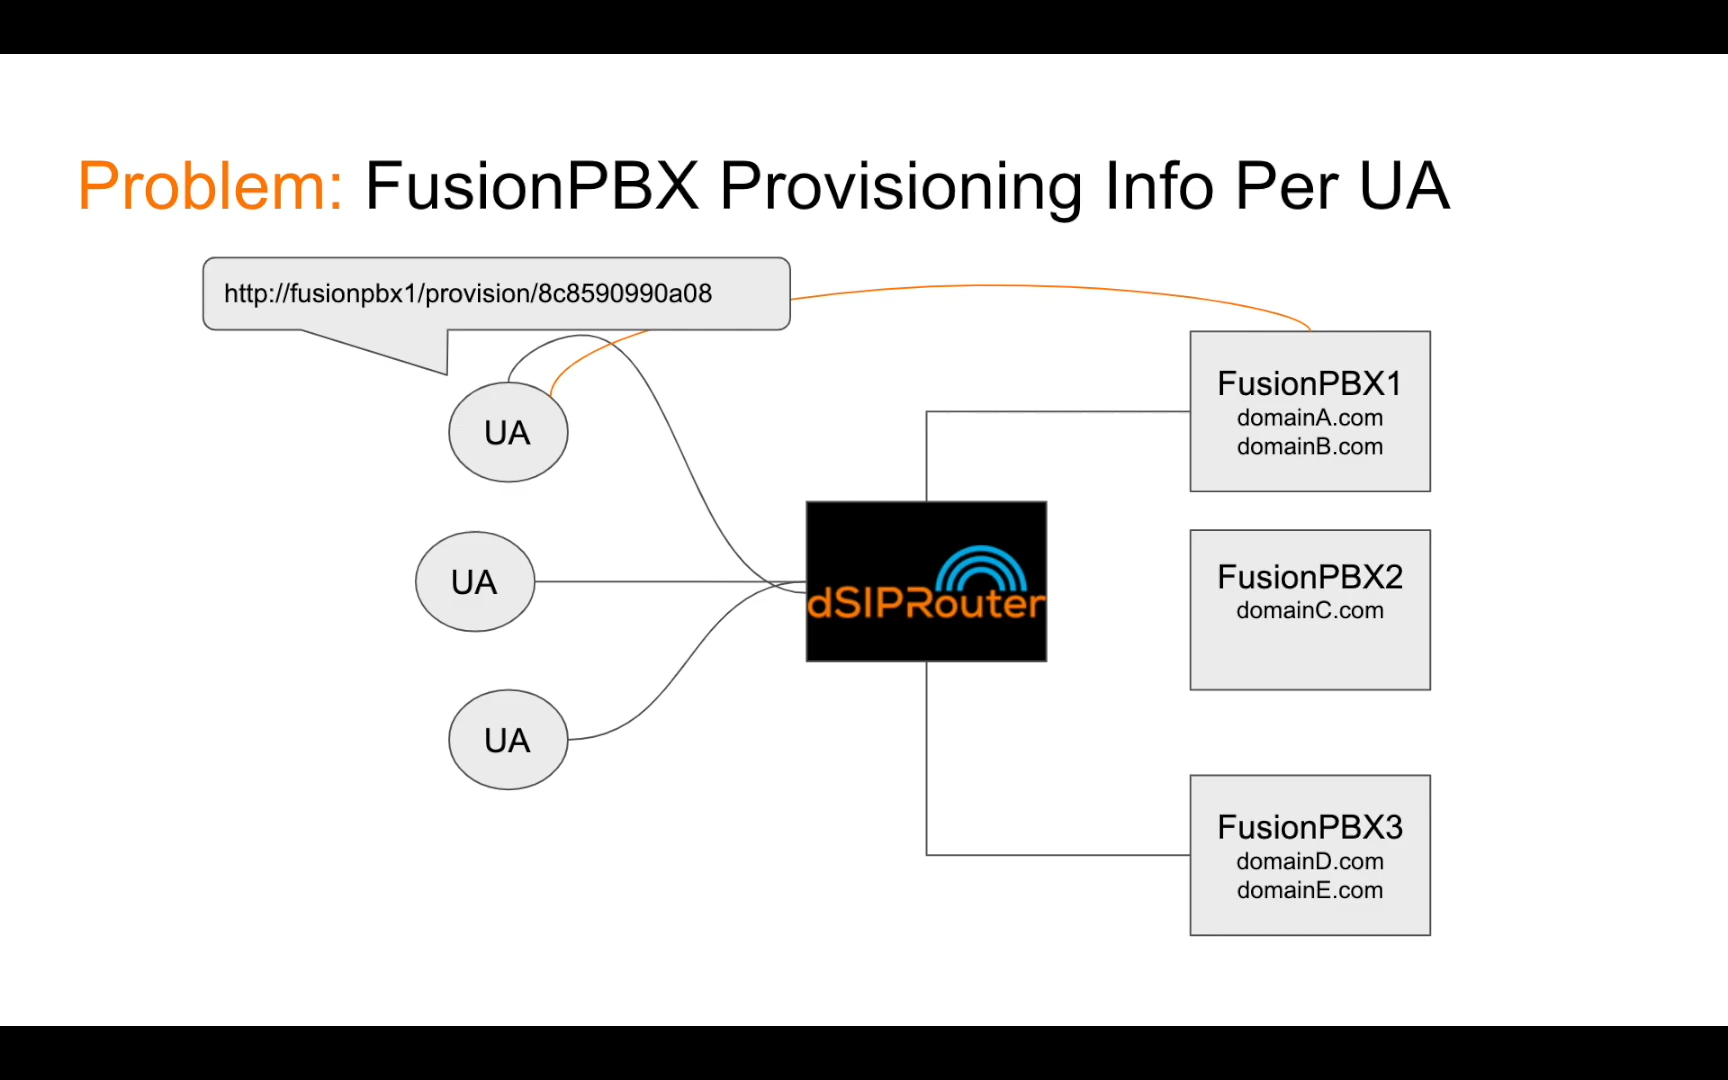 Problem: FusionPBX Provisioning Info Per UA
http://fusionpbx1/provision/8c8590990a08
UA
UA
UA
dSIPRouter
FusionPBX1
domainA.com
domainB.com
FusionPBX2
domainC.com
FusionPBX3
domainD.com
domainE.com